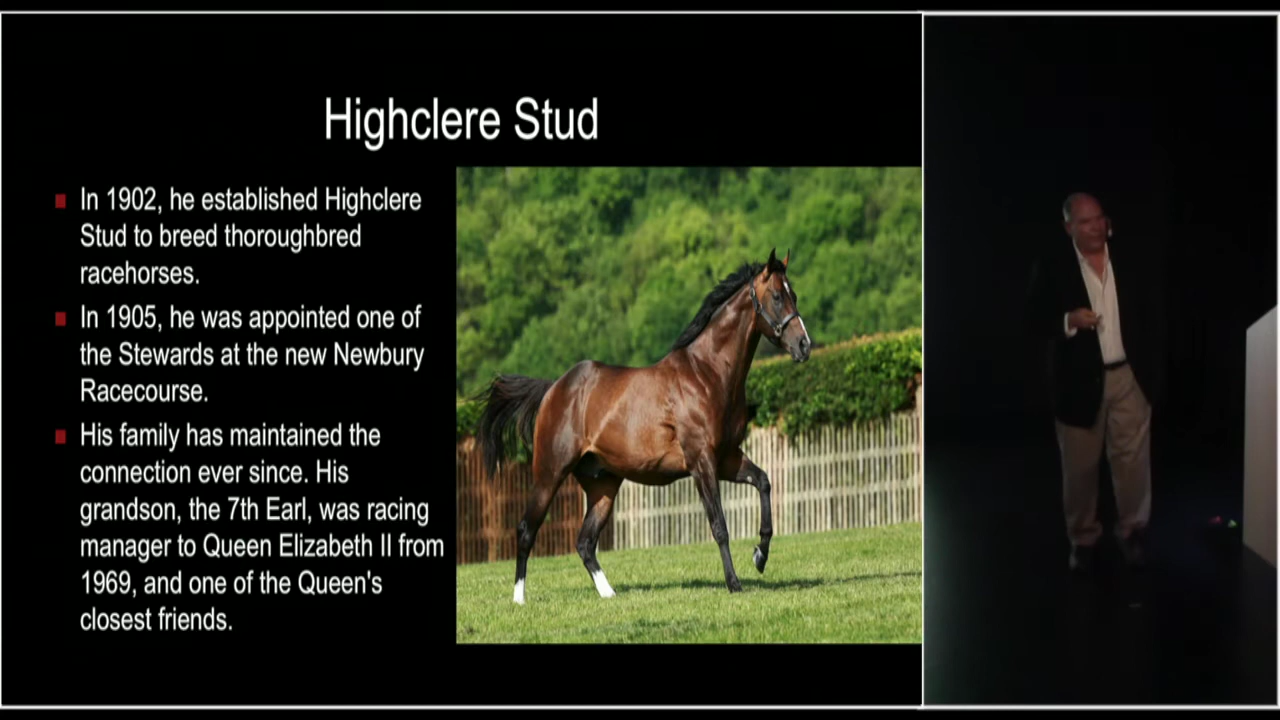 Highclere Stud
In 1902, he established Highclere
Stud to breed thoroughbred
racehorses.
In 1905, he was appointed one of
the Stewards at the new Newbury
Racecourse.
His family has maintained the
connection ever since. His
grandson, the 7th Earl, was racing
manager to Queen Elizabeth II from
1969, and one of the Queen's
closest friends.